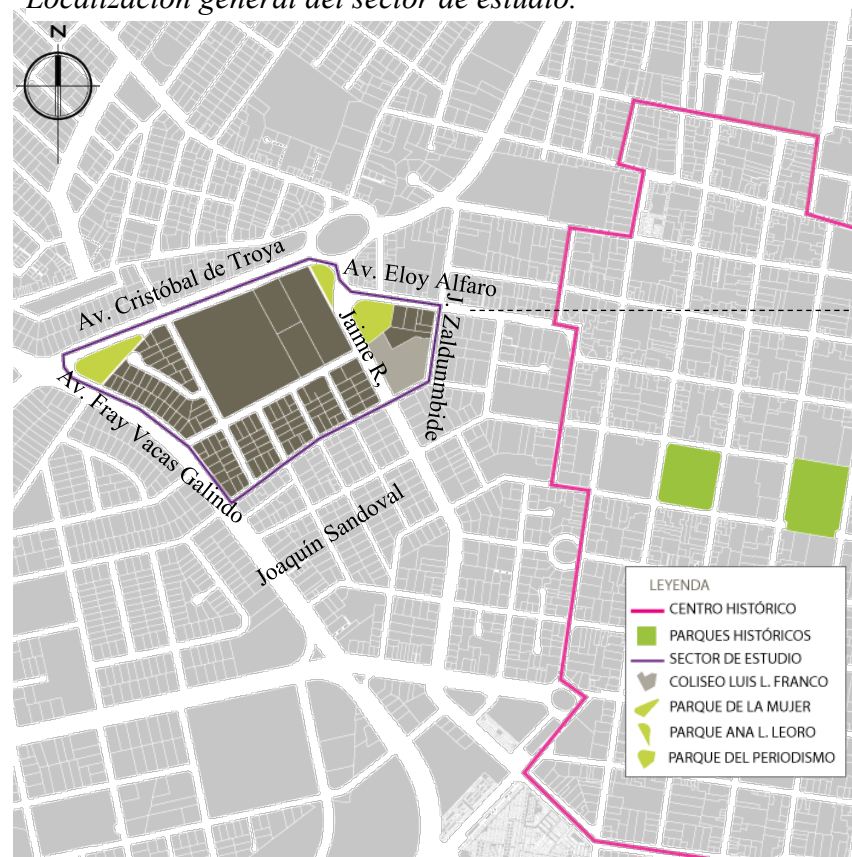 Localización general del sector de estudio.
N
Av. Cristóbal de Troya
Av. Eloy Alfaro
Jaime R,
J. Zaldummbide
Av. Fray Vacas Galindo
Joaquín Sandoval
LEYENDA
CENTRO HISTÓRICO
PARQUES HISTÓRICOS
SECTOR DE ESTUDIO
COLISEO LUIS L. FRANCO
PARQUE DE LA MUJER
PARQUE ANA L. LEORO
PARQUE DEL PERIODISMO